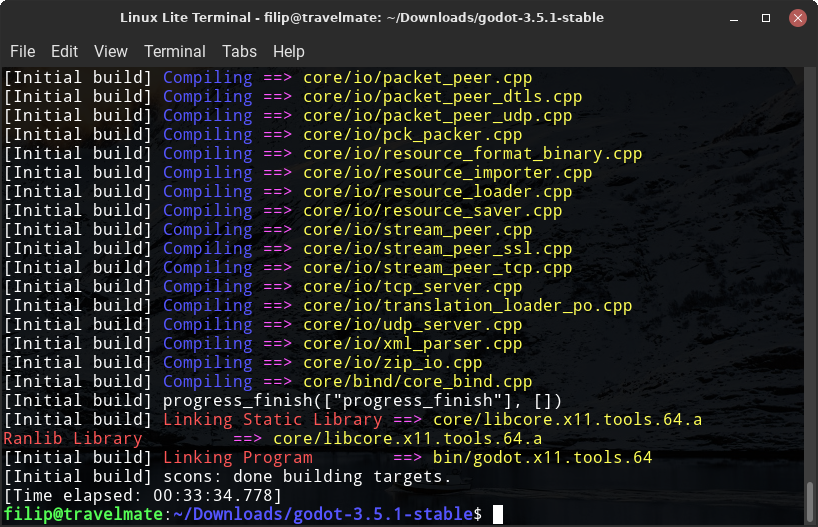 Linux Lite Terminal - filip@travelmate: ~/Downloads/godot-3.5.1-stable
File Edit View Terminal Tabs Help
[Initial build] Compiling ==> core/io/packet_peer.cpp
[Initial build] Compiling ==> core/io/packet_peer_dtls.cpp
[Initial build] Compiling ==> core/io/packet_peer_udp.cpp
[Initial build] Compiling ==> core/io/pck_packer.cpp
[Initial build] Compiling ==> core/io/resource_format_binary.cpp
[Initial build] Compiling ==> core/io/resource_importer.cpp
[Initial build] Compiling ==> core/io/resource_loader.cpp
[Initial build] Compiling ==> core/io/resource_saver.cpp
[Initial build] Compiling ==> core/io/stream_peer.cpp
[Initial build] Compiling ==> core/io/stream_peer_ssl.cpp
[Initial build] Compiling ==> core/io/stream_peer_tcp.cpp
[Initial build] Compiling ==> core/io/tcp_server.cpp
[Initial build] Compiling ==> core/io/translation_loader_po.cpp
[Initial build] Compiling ==> core/io/udp_server.cpp
[Initial build] Compiling ==> core/io/xml_parser.cpp
[Initial build] Compiling ==> core/io/zip_io.cpp
[Initial build] Compiling ==> core/bind/core_bind.cpp
[Initial build] progress_finish(["progress_finish"], [])
[Initial build] Linking Static Library ==> core/libcore.x11.tools.64.a
Ranlib Library         ==> core/libcore.x11.tools.64.a
[Initial build] Linking Program        ==> bin/godot.x11.tools.64
[Initial build] scons: done building targets.
[Time elapsed: 00:33:34.778]
filip@travelmate:~/Downloads/godot-3.5.1-stable$